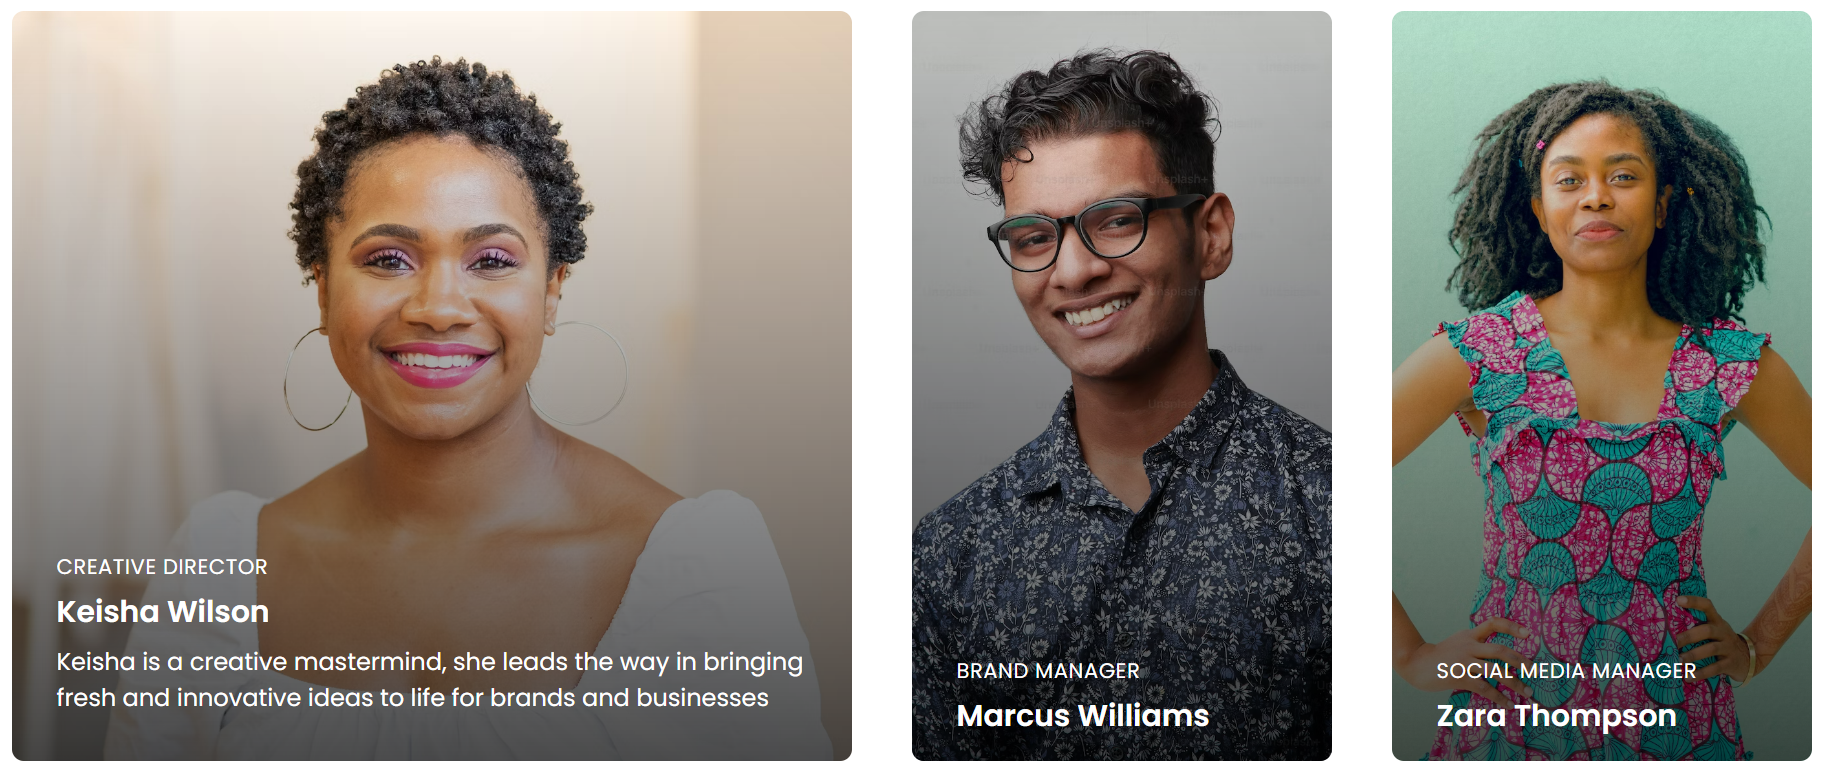 CREATIVE DIRECTOR
Keisha Wilson
Keisha is a creative mastermind, she leads the way in bringing
fresh and innovative ideas to life for brands and businesses
BRAND MANAGER
Marcus Williams
SOCIAL MEDIA MANAGER
Zara Thompson